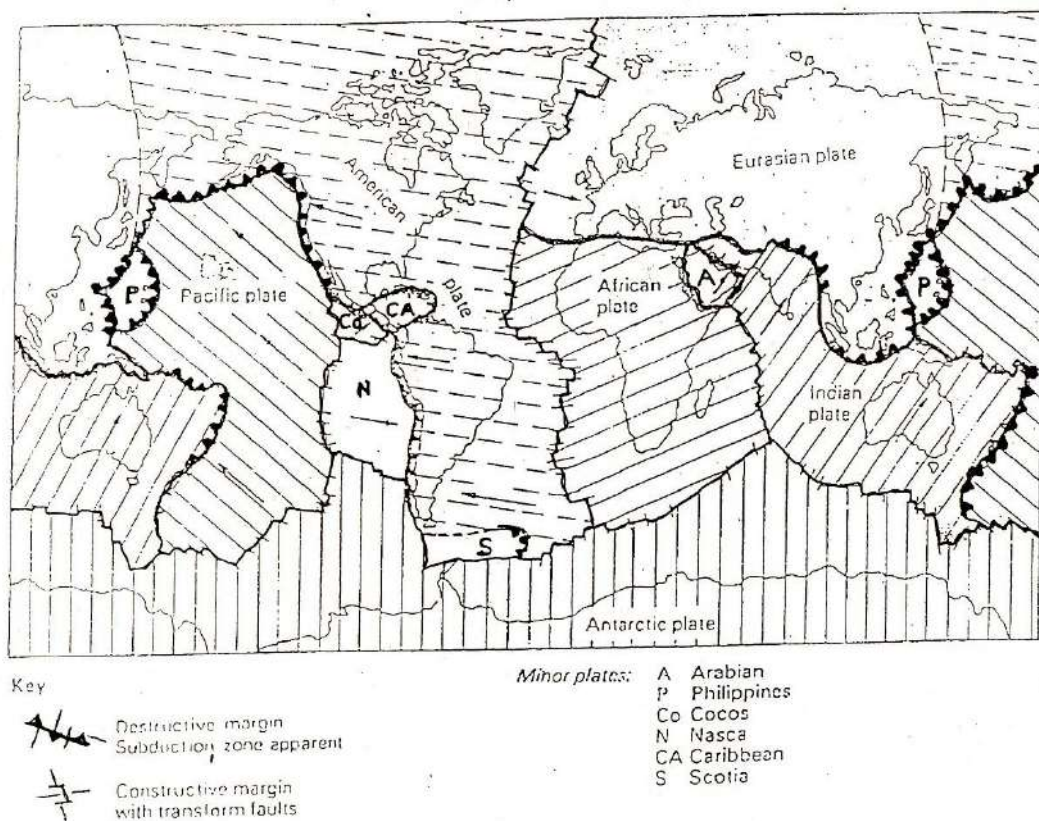 American
plate
Eurasian plate
Pacific plate
African
plate
Indian
plate
Antarctic plate
P
Co
CA
N
S
A
P
Key
Destructive margin
Subduction zone apparent
Constructive margin
with transform faults
Minor plates:
A Arabian
P Philippines
Co Cocos
N Nasca
CA Caribbean
S Scotia